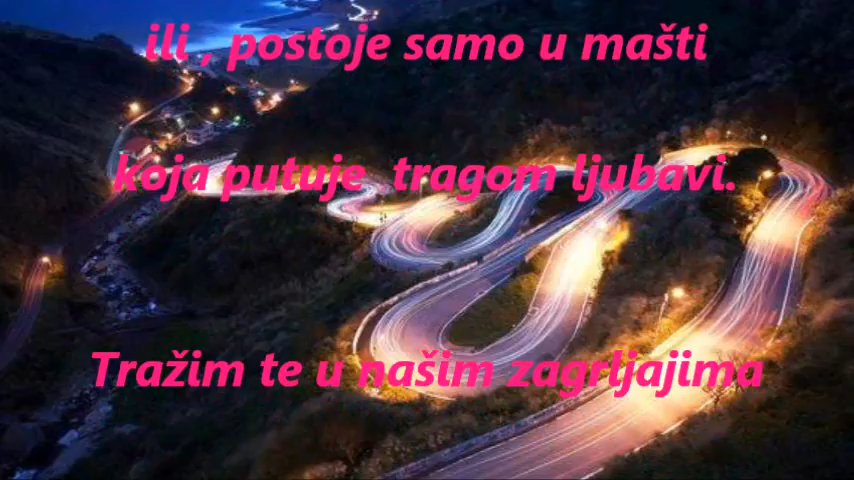 ili , postoje samo u mašti
koja putuje tragom ljubavi.
Tražim te u našim zagrljajima